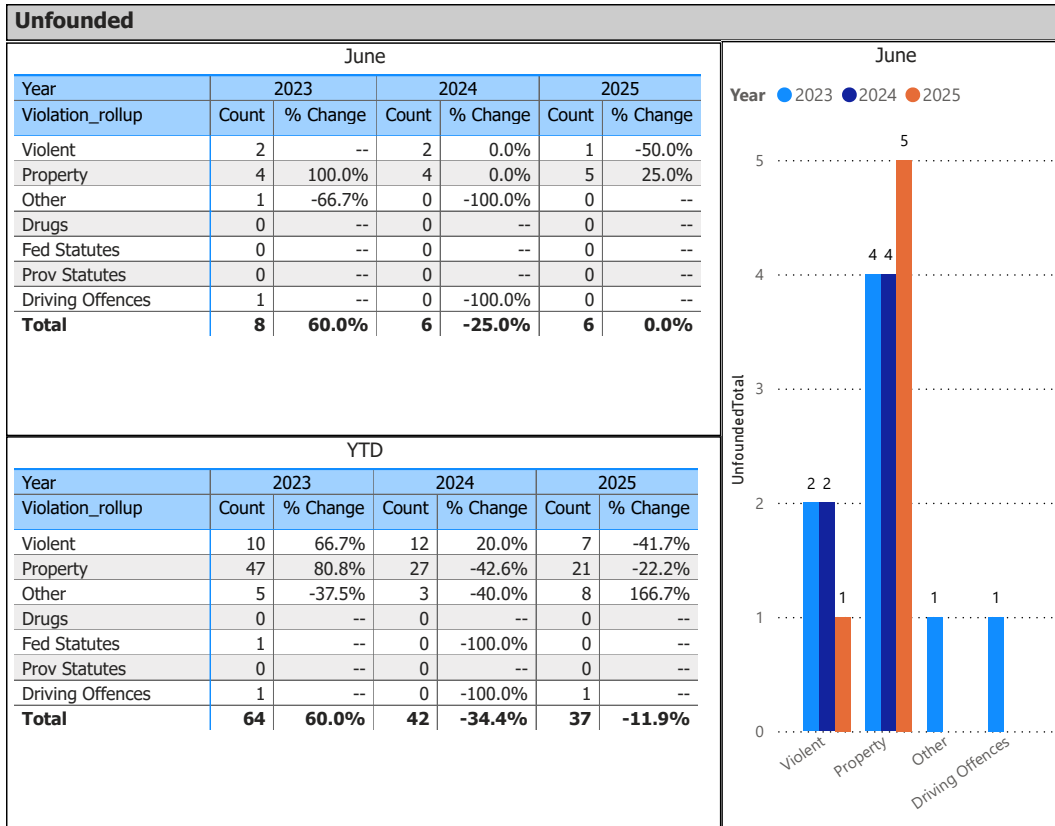 Unfounded
June
Year 2023 2024 2025
Violation_rollup Count % Change Count % Change Count % Change
Violent 2 -- 2 0.0% 1 -50.0%
Property 4 100.0% 4 0.0% 5 25.0%
Other 1 -66.7% 0 -100.0% 0 --
Drugs 0 -- 0 -- 0 --
Fed Statutes 0 -- 0 -- 0 --
Prov Statutes 0 -- 0 -- 0 --
Driving Offences 1 -- 0 -100.0% 0 --
Total 8 60.0% 6 -25.0% 6 0.0%
YTD
Year 2023 2024 2025
Violation_rollup Count % Change Count % Change Count % Change
Violent 10 66.7% 12 20.0% 7 -41.7%
Property 47 80.8% 27 -42.6% 21 -22.2%
Other 5 -37.5% 3 -40.0% 8 166.7%
Drugs 0 -- 0 -- 0 --
Fed Statutes 1 -- 0 -100.0% 0 --
Prov Statutes 0 -- 0 -- 0 --
Driving Offences 1 -- 0 -100.0% 1 --
Total 64 60.0% 42 -34.4% 37 -11.9%
June
Year 2023 2024 2025
UnfoundedTotal
5
4
3
2
1
0
2 2 1
4 4 5
1
1
Violent
Property
Other
Driving Offences